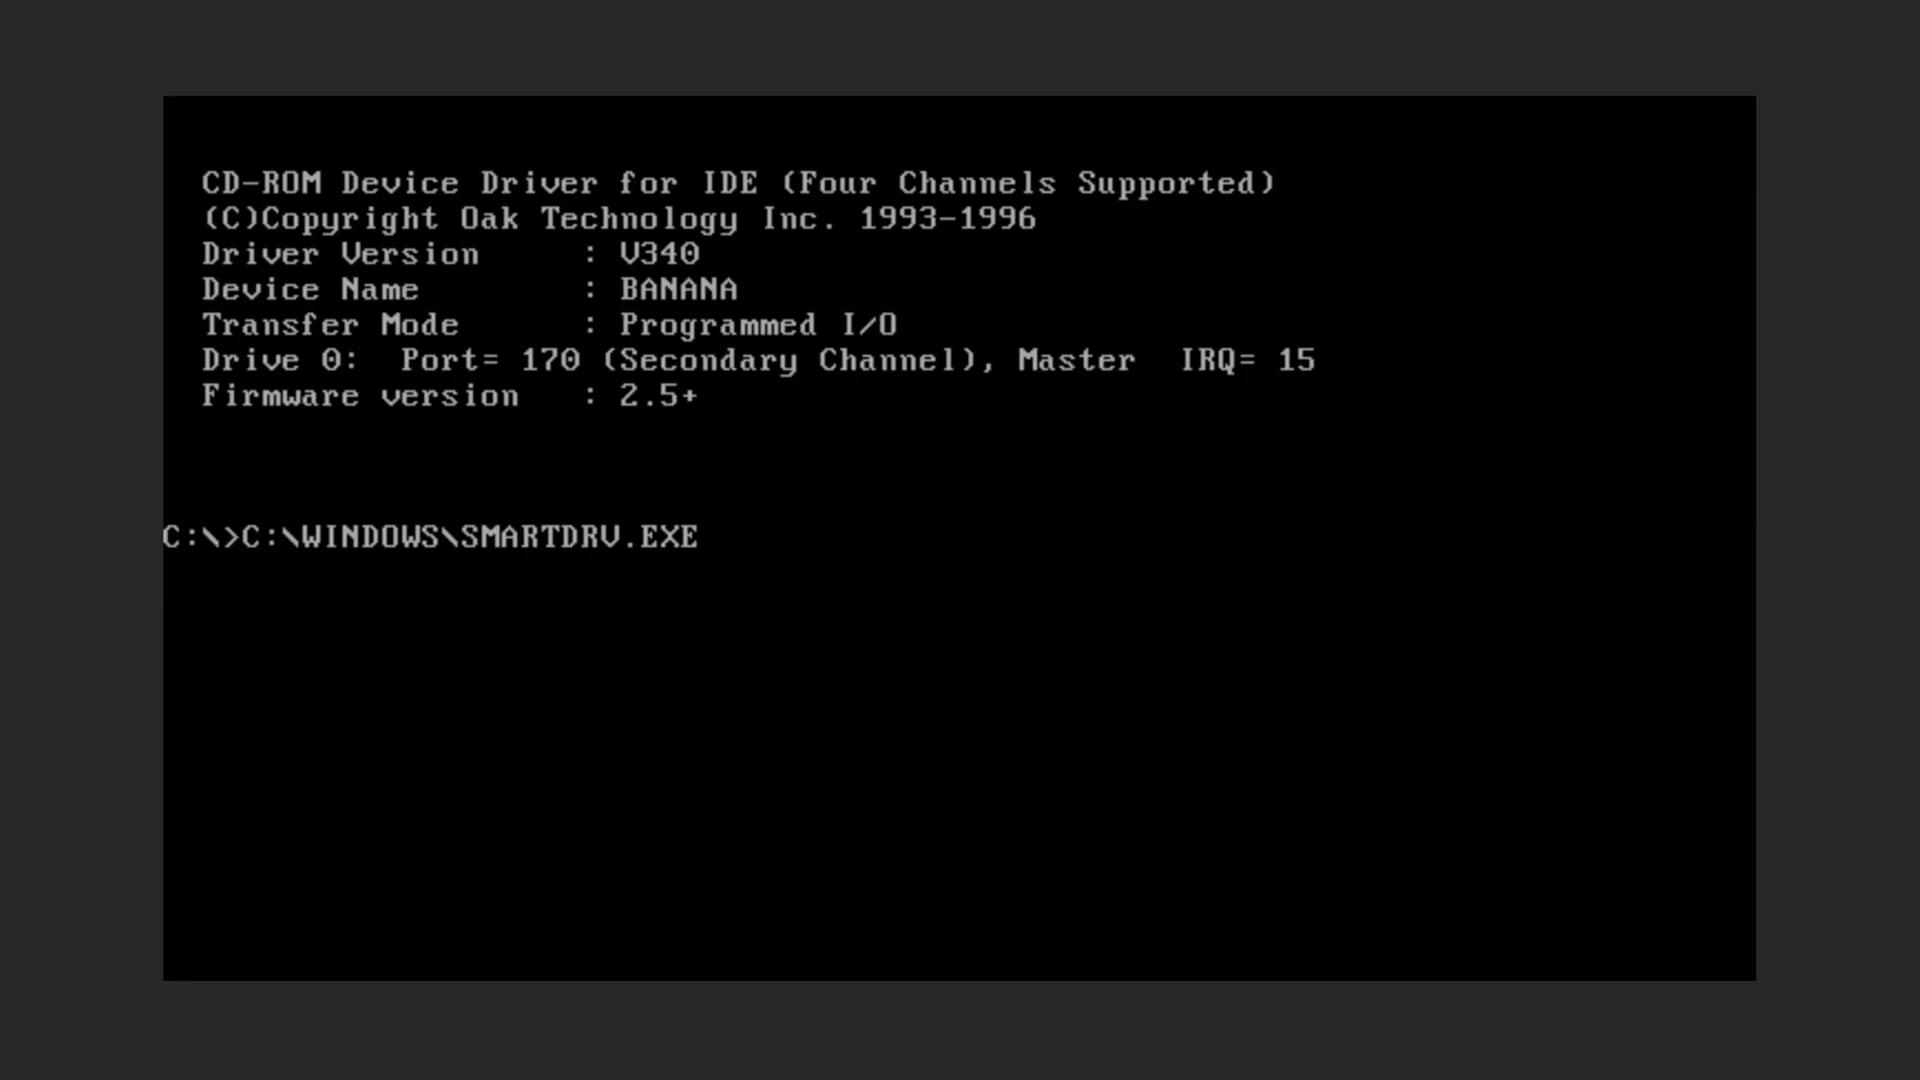 CD-ROM Device Driver for IDE (Four Channels Supported)
(C)Copyright Oak Technology Inc. 1993-1996
Driver Version     : V340
Device Name        : BANANA
Transfer Mode      : Programmed I/O
Drive 0:  Port= 170 (Secondary Channel), Master  IRQ= 15
Firmware version   : 2.5+
C:\>C:\WINDOWS\SMARTDRV.EXE